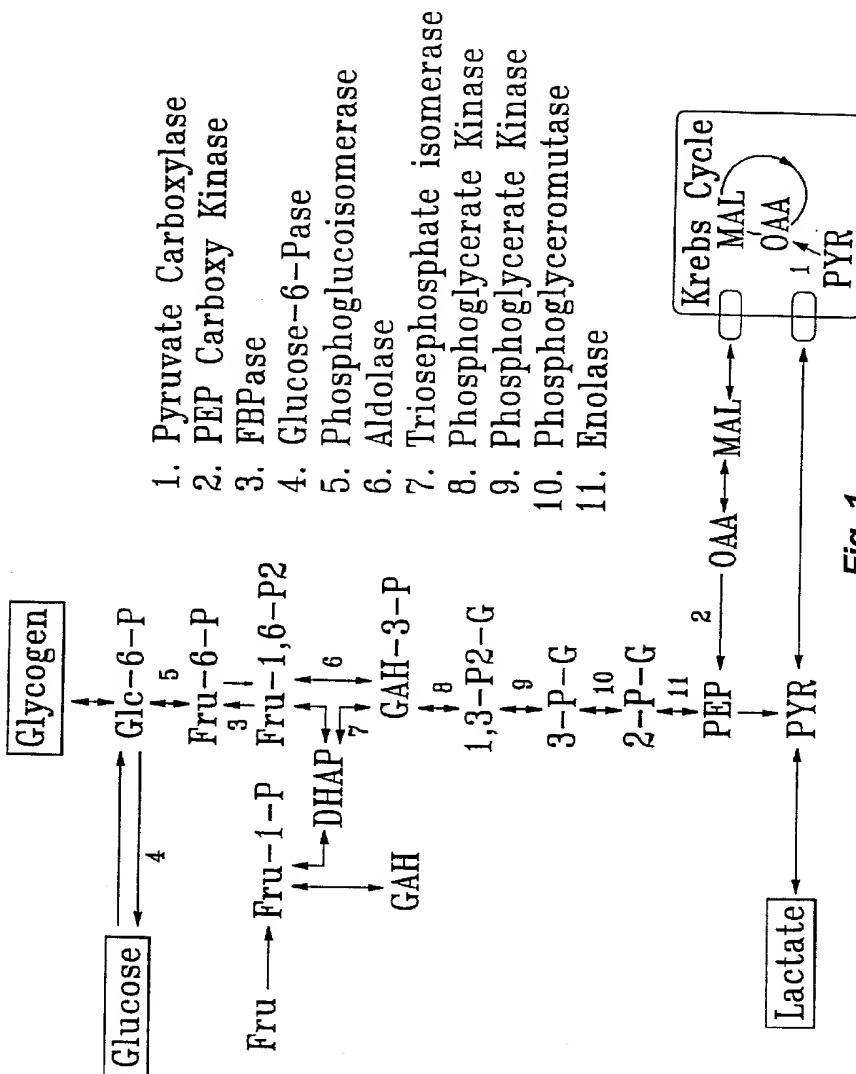 Glycogen
Glucose
Glc-6-P
4
5
Fru-6-P
3
Fru
Fru-1-P
Fru-1,6-P2
DHAP
6
7
GAH
GAH-3-P
8
1,3-P2-G
9
3-P-G
10
2-P-G
11
PEP
2
OAA
MAL
Lactate
PYR
Krebs Cycle
MAL
OAA
1
PYR
1. Pyruvate Carboxylase
2. PEP Carboxy Kinase
3. FBPase
4. Glucose-6-Pase
5. Phosphoglucoisomerase
6. Aldolase
7. Triosephosphate isomerase
8. Phosphoglycerate Kinase
9. Phosphoglycerate Kinase
10. Phosphoglyceromutase
11. Enolase
Fig. 1